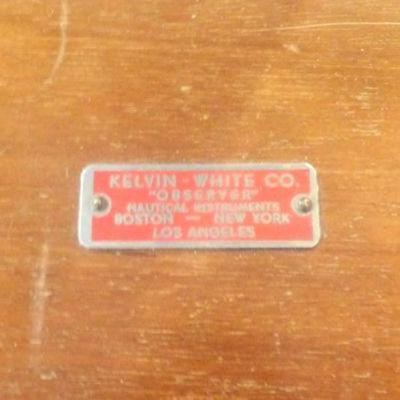 KELVIN - WHITE CO.
"OBSERVER"
NAUTICAL INSTRUMENTS
BOSTON — NEW YORK
LOS ANGELES